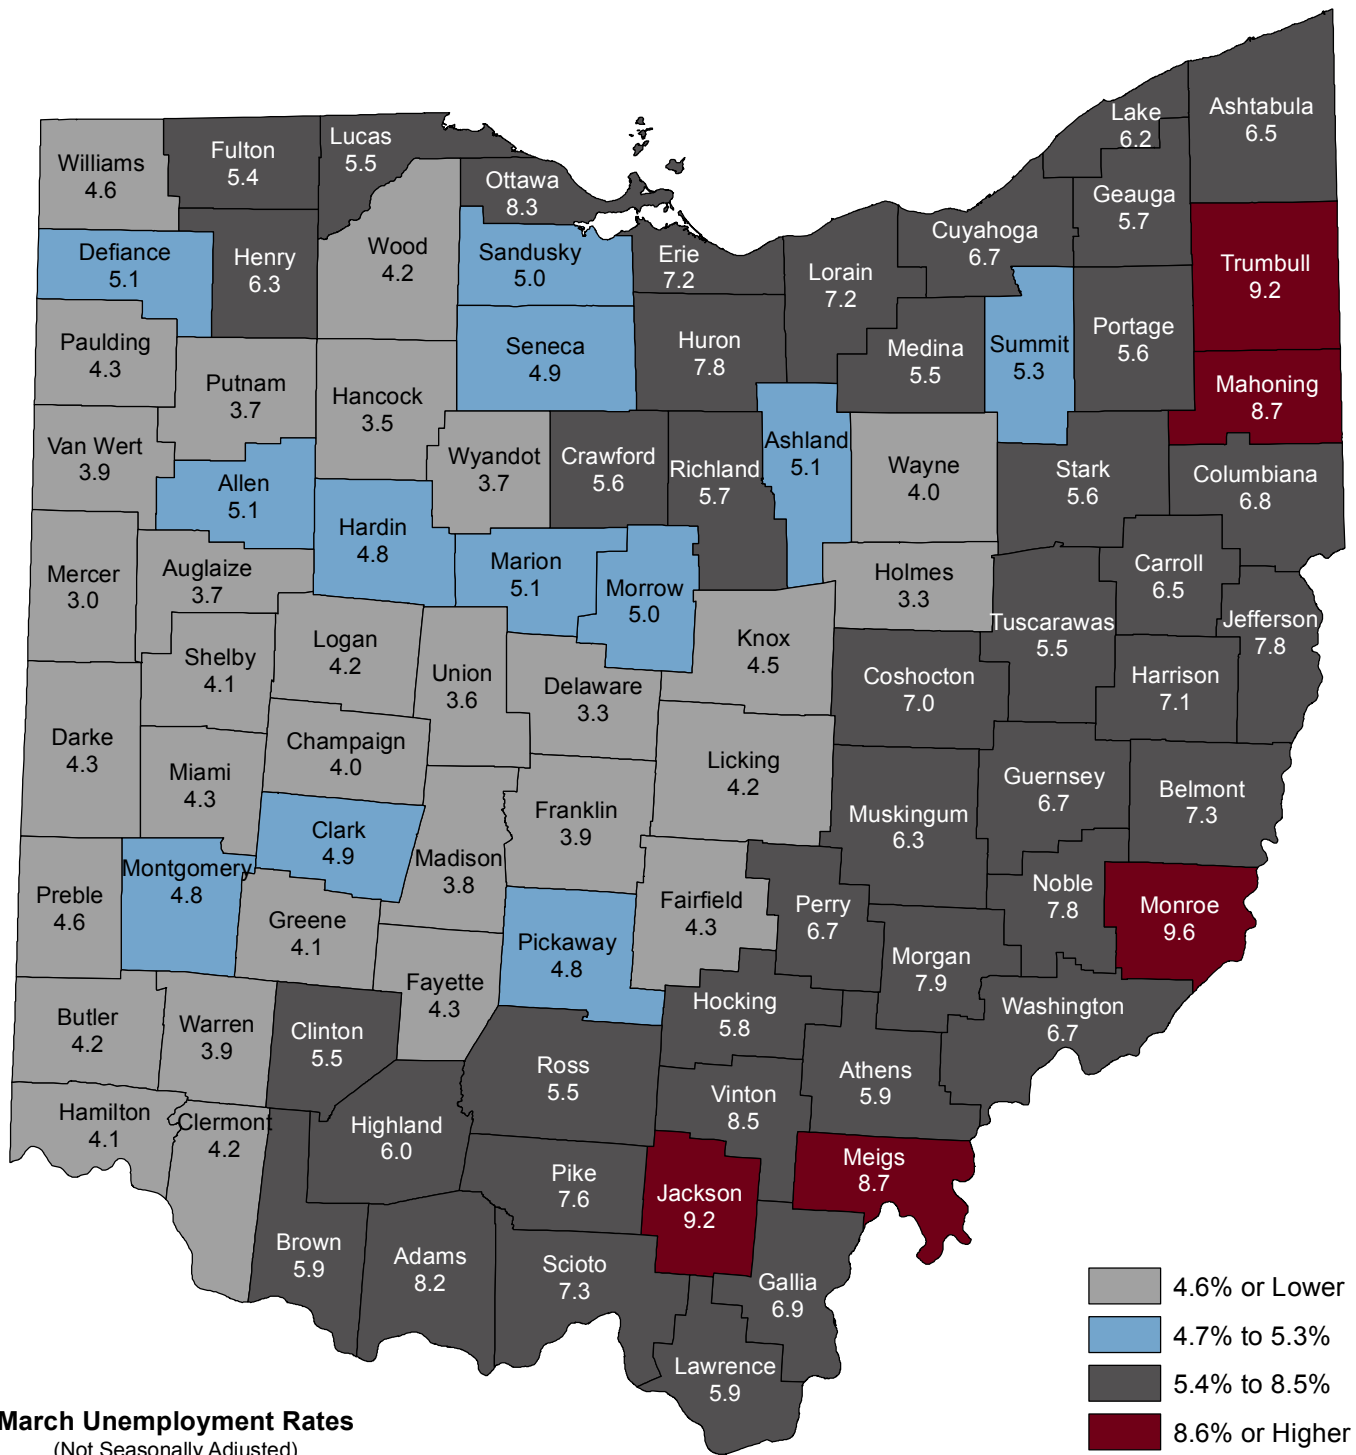 Lake
6.2
Ashtabula
6.5
Williams
4.6
Fulton
5.4
Lucas
5.5
Ottawa
8.3
Geauga
5.7
Defiance
5.1
Henry
6.3
Wood
4.2
Sandusky
5.0
Erie
7.2
Lorain
7.2
Cuyahoga
6.7
Trumbull
9.2
Paulding
4.3
Putnam
3.7
Hancock
3.5
Seneca
4.9
Huron
7.8
Medina
5.5
Summit
5.3
Portage
5.6
Mahoning
8.7
Van Wert
3.9
Allen
5.1
Wyandot
3.7
Crawford
5.6
Richland
5.7
Ashland
5.1
Wayne
4.0
Stark
5.6
Columbiana
6.8
Mercer
3.0
Auglaize
3.7
Hardin
4.8
Marion
5.1
Morrow
5.0
Holmes
3.3
Tuscarawas
5.5
Carroll
6.5
Jefferson
7.8
Shelby
4.1
Logan
4.2
Union
3.6
Delaware
3.3
Knox
4.5
Coshocton
7.0
Harrison
7.1
Darke
4.3
Miami
4.3
Champaign
4.0
Franklin
3.9
Licking
4.2
Muskingum
6.3
Guernsey
6.7
Belmont
7.3
Preble
4.6
Montgomery
4.8
Clark
4.9
Greene
4.1
Madison
3.8
Pickaway
4.8
Fairfield
4.3
Perry
6.7
Morgan
7.9
Noble
7.8
Monroe
9.6
Butler
4.2
Warren
3.9
Clinton
5.5
Fayette
4.3
Ross
5.5
Hocking
5.8
Athens
5.9
Washington
6.7
Hamilton
4.1
Clermont
4.2
Highland
6.0
Pike
7.6
Vinton
8.5
Jackson
9.2
Meigs
8.7
Brown
5.9
Adams
8.2
Scioto
7.3
Gallia
6.9
Lawrence
5.9
4.6% or Lower
4.7% to 5.3%
5.4% to 8.5%
8.6% or Higher
March Unemployment Rates
(Not Seasonally Adjusted)